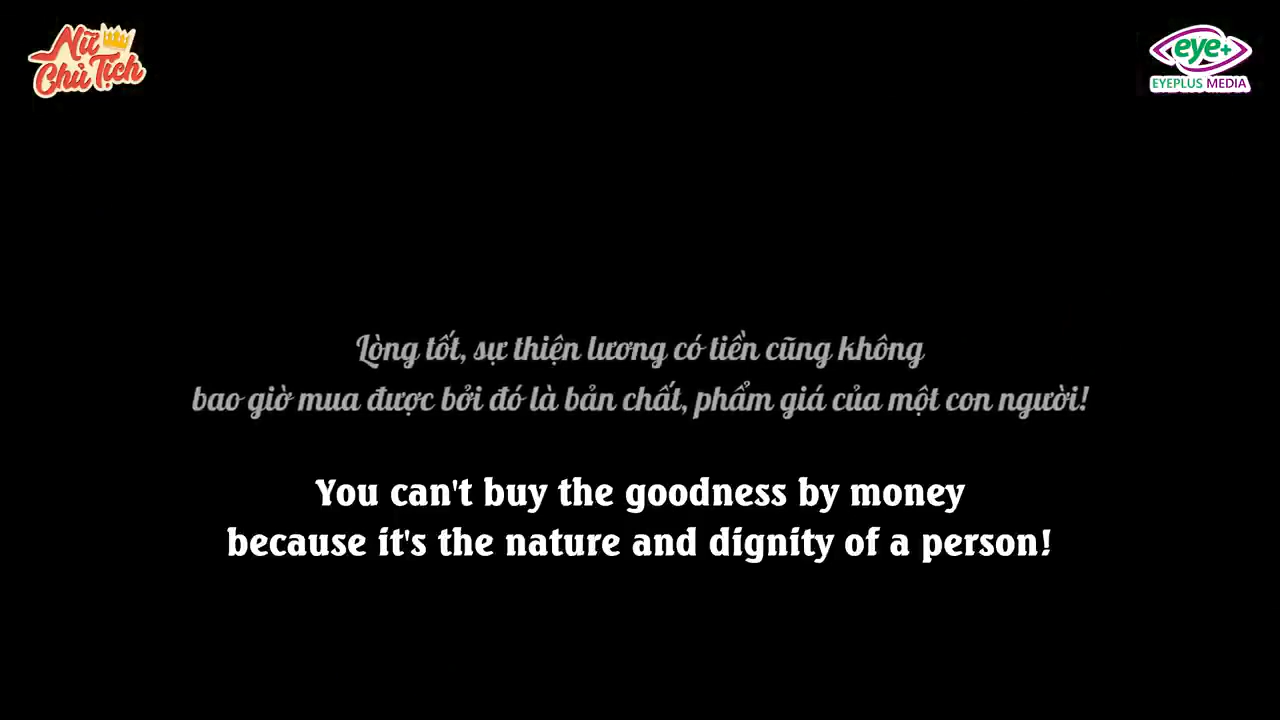 Nữ
Chủ Tịch
eye+
EYEPLUS MEDIA
Lòng tốt, sự thiện lương có tiền cũng không
bao giờ mua được bởi đó là bản chất, phẩm giá của một con người!
You can't buy the goodness by money
because it's the nature and dignity of a person!